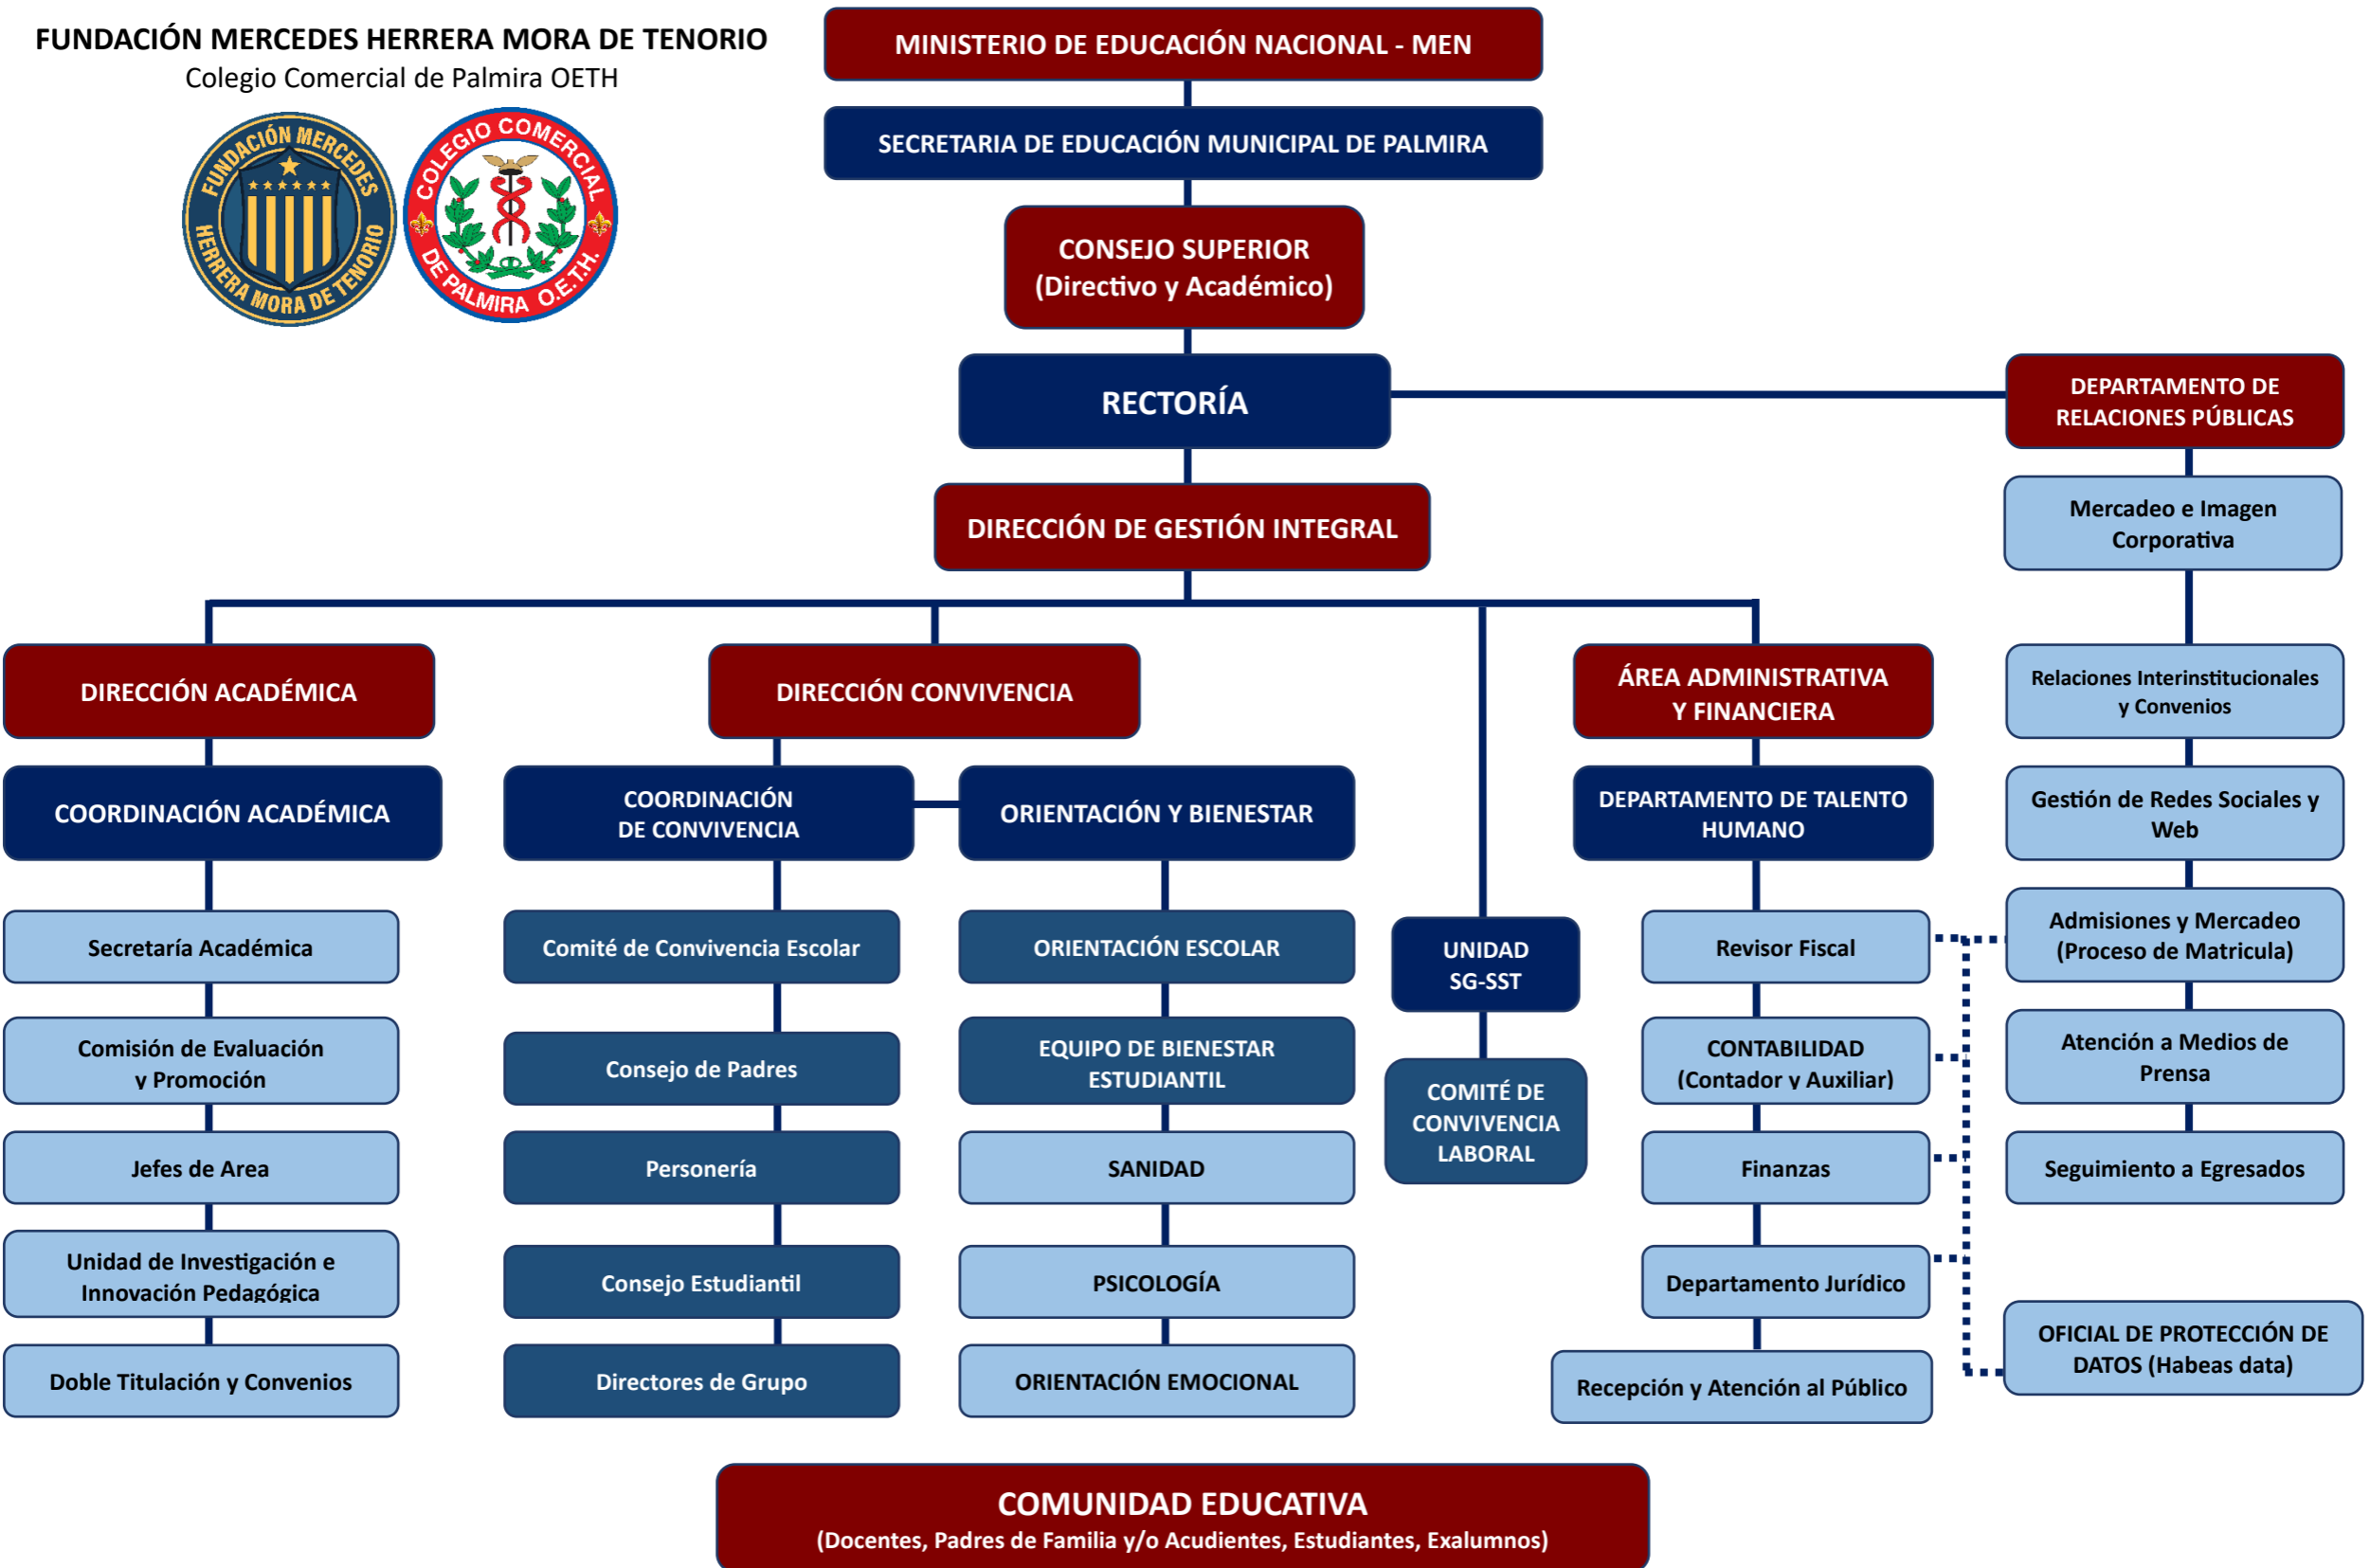 FUNDACIÓN MERCEDES HERRERA MORA DE TENORIO
Colegio Comercial de Palmira OETH
FUNDACIÓN MERCEDES
HERRERA MORA DE TENORIO
COLEGIO COMERCIAL
DE PALMIRA O.E.T.H.
MINISTERIO DE EDUCACIÓN NACIONAL - MEN
SECRETARIA DE EDUCACIÓN MUNICIPAL DE PALMIRA
CONSEJO SUPERIOR
(Directivo y Académico)
RECTORÍA
DEPARTAMENTO DE
RELACIONES PÚBLICAS
DIRECCIÓN DE GESTIÓN INTEGRAL
Mercadeo e Imagen
Corporativa
DIRECCIÓN ACADÉMICA
COORDINACIÓN ACADÉMICA
Secretaría Académica
Comisión de Evaluación
y Promoción
Jefes de Area
Unidad de Investigación e
Innovación Pedagógica
Doble Titulación y Convenios
DIRECCIÓN CONVIVENCIA
COORDINACIÓN
DE CONVIVENCIA
Comité de Convivencia Escolar
Consejo de Padres
Personería
Consejo Estudiantil
Directores de Grupo
ORIENTACIÓN Y BIENESTAR
ORIENTACIÓN ESCOLAR
EQUIPO DE BIENESTAR
ESTUDIANTIL
SANIDAD
PSICOLOGÍA
ORIENTACIÓN EMOCIONAL
UNIDAD
SG-SST
COMITÉ DE
CONVIVENCIA
LABORAL
ÁREA ADMINISTRATIVA
Y FINANCIERA
DEPARTAMENTO DE TALENTO
HUMANO
Revisor Fiscal
CONTABILIDAD
(Contador y Auxiliar)
Finanzas
Departamento Jurídico
Recepción y Atención al Público
Relaciones Interinstitucionales
y Convenios
Gestión de Redes Sociales y
Web
Admisiones y Mercadeo
(Proceso de Matricula)
Atención a Medios de
Prensa
Seguimiento a Egresados
OFICIAL DE PROTECCIÓN DE
DATOS (Habeas data)
COMUNIDAD EDUCATIVA
(Docentes, Padres de Familia y/o Acudientes, Estudiantes, Exalumnos)